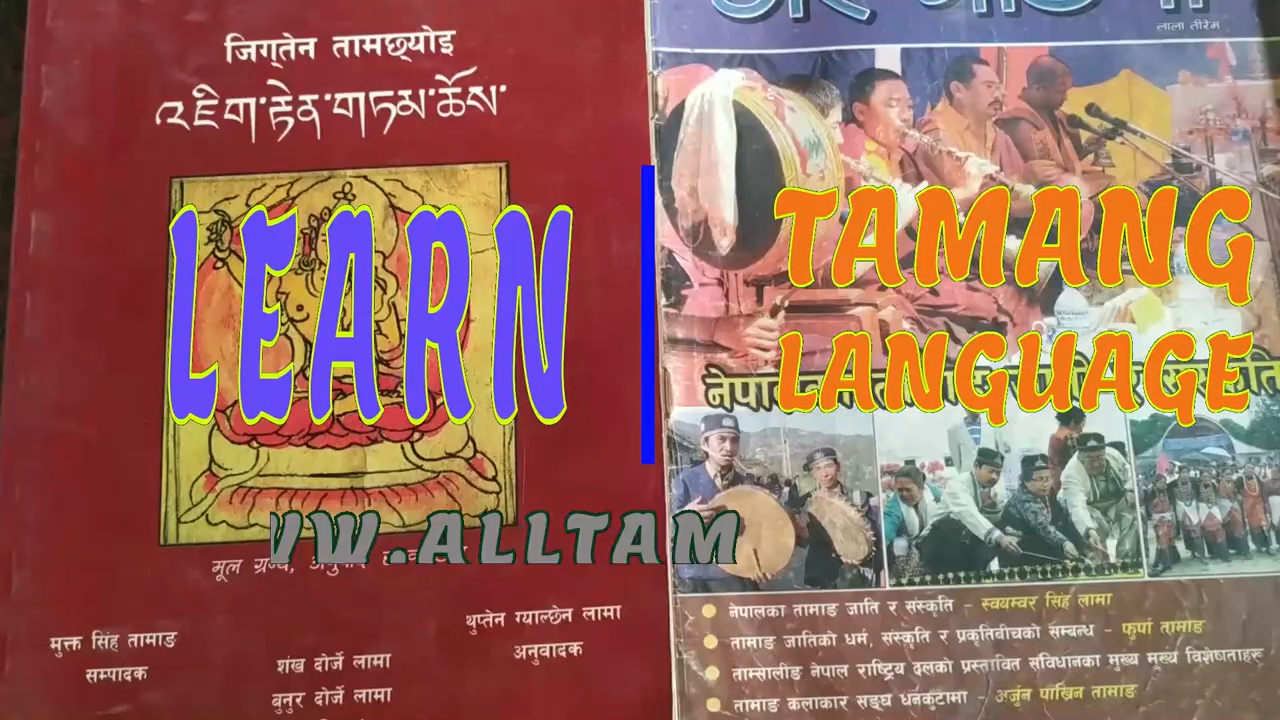 जिग्तेन तामछ्योइ
འཇིག་རྟེན་གཏམ་ཆོས་
मूल ग्रन्थ,
मुक्त सिंह तामाङ
सम्पादक
थुप्तेन ग्याल्छेन लामा
अनुवादक
शंख दोर्जे लामा
बुनुर दोर्जे लामा
लाला तीरेम
LEARN
TAMANG
LANGUAGE
WW.ALLTAM
नेपालका तामाङ जाति र संस्कृति - स्वयम्वर सिंह लामा
तामाङ जातिको धर्म, संस्कृति र प्रकृतिबीचको सम्बन्ध - फुर्पा तामाङ
ताम्सालीङ नेपाल राष्ट्रिय दलको प्रस्तावित संविधानका मुख्य मुख्य विशेषताहरू
तामाङ कलाकार सङ्घ धनकुटामा - अर्जुन पाख्रिन तामाङ